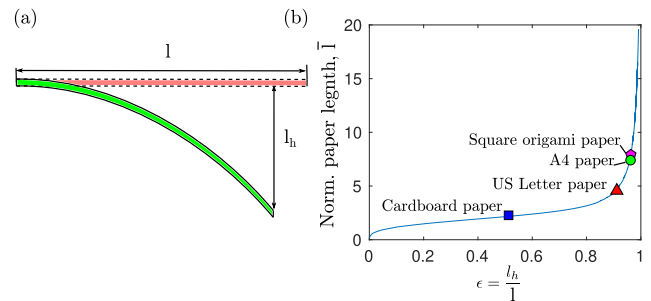 (a)
l
l_h
(b)
Norm. paper legnth, l̄
20
15
10
5
0
Square origami paper
A4 paper
US Letter paper
Cardboard paper
0 0.2 0.4 0.6 0.8 1
ϵ = l_h/l